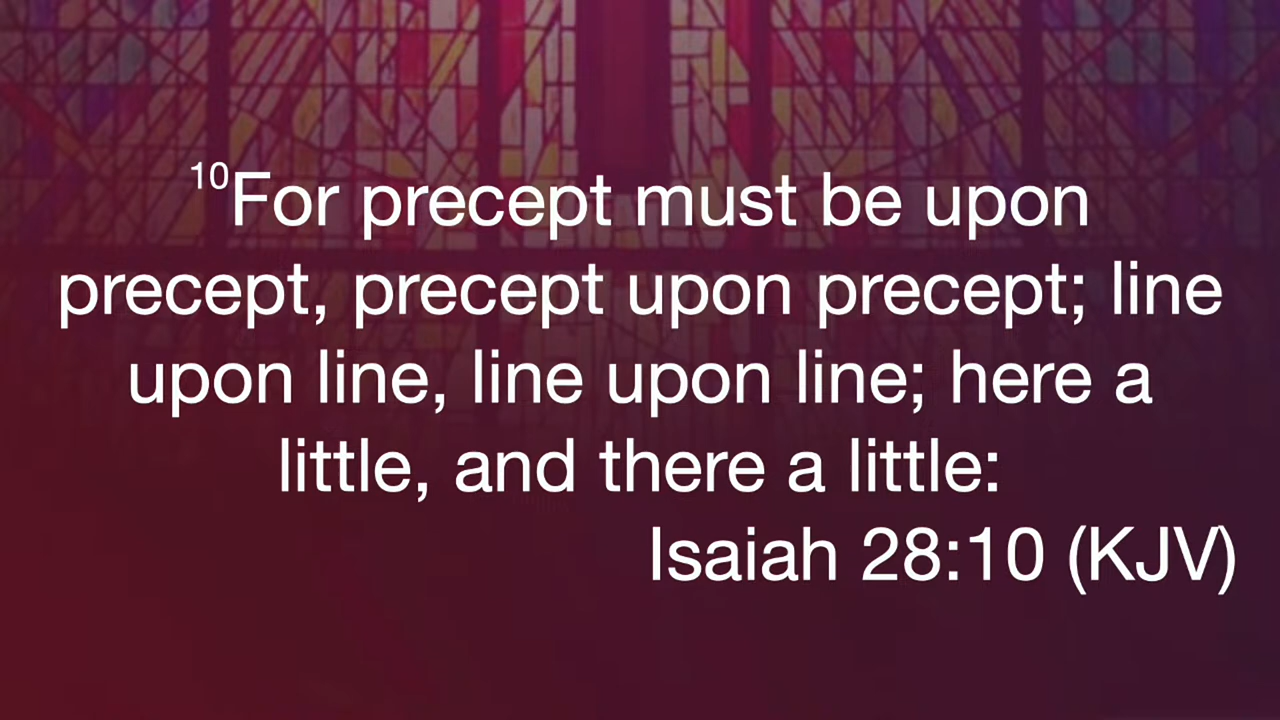 ¹⁰For precept must be upon
precept, precept upon precept; line
upon line, line upon line; here a
little, and there a little:
Isaiah 28:10 (KJV)